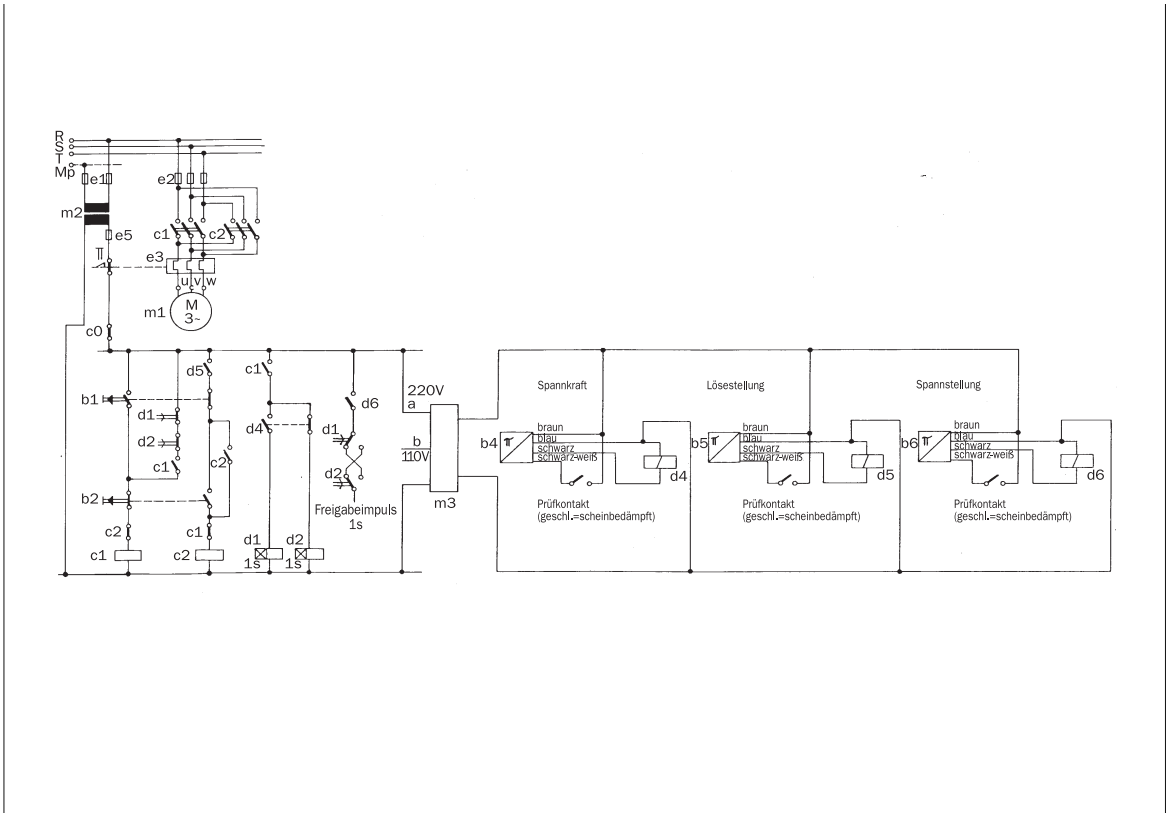 R
S
T
Mp
e1
e2
m2
e5
c1
c2
π
e3
u v w
m1
M
3~
c0
d5
c1
b1
d1
d2
c1
c2
b2
c2
c1
c1
c2
d4
d1
1s
d2
1s
d6
d1
d2
Freigabeimpuls
1s
220V
a
b
110V
m3
Spannkraft
braun
blau
schwarz
schwarz-weiß
b4
π
d4
Prüfkontakt
(geschl.=scheinbedämpft)
Lösestellung
braun
blau
schwarz
schwarz-weiß
b5
π
d5
Prüfkontakt
(geschl.=scheinbedämpft)
Spannstellung
braun
blau
schwarz
schwarz-weiß
b6
π
d6
Prüfkontakt
(geschl.=scheinbedämpft)